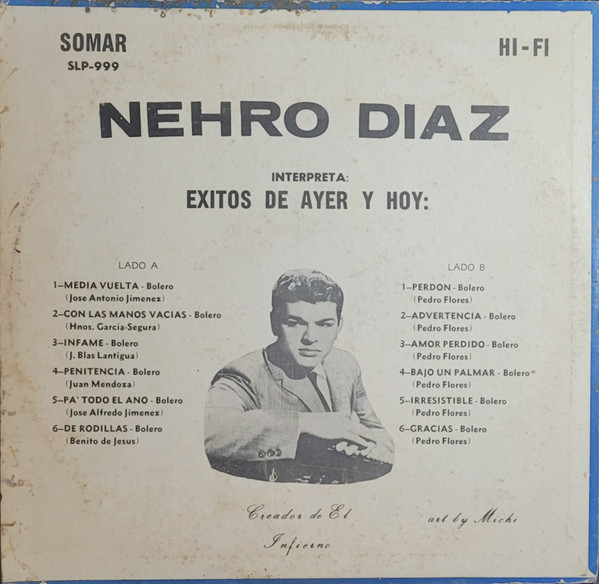 SOMAR
HI-FI
SLP-999
NEHRO DIAZ
INTERPRETA:
EXITOS DE AYER Y HOY:
LADO A
1—MEDIA VUELTA - Bolero
(Jose Antonio Jimenez)
2—CON LAS MANOS VACIAS - Bolero
(Hnos. Garcia-Segura)
3—INFAME - Bolero
(J. Blas Lantigua)
4—PENITENCIA - Bolero
(Juan Mendoza)
5—PA' TODO EL ANO - Bolero
(Jose Alfredo Jimenez)
6—DE RODILLAS - Bolero
(Benito de Jesus)
LADO B
1—PERDON - Bolero
(Pedro Flores)
2—ADVERTENCIA - Bolero
(Pedro Flores)
3—AMOR PERDIDO - Bolero
(Pedro Flores)
4—BAJO UN PALMAR - Bolero
(Pedro Flores)
5—IRRESISTIBLE - Bolero
(Pedro Flores)
6—GRACIAS - Bolero
(Pedro Flores)
Creador de El
Infierno
art by Michi